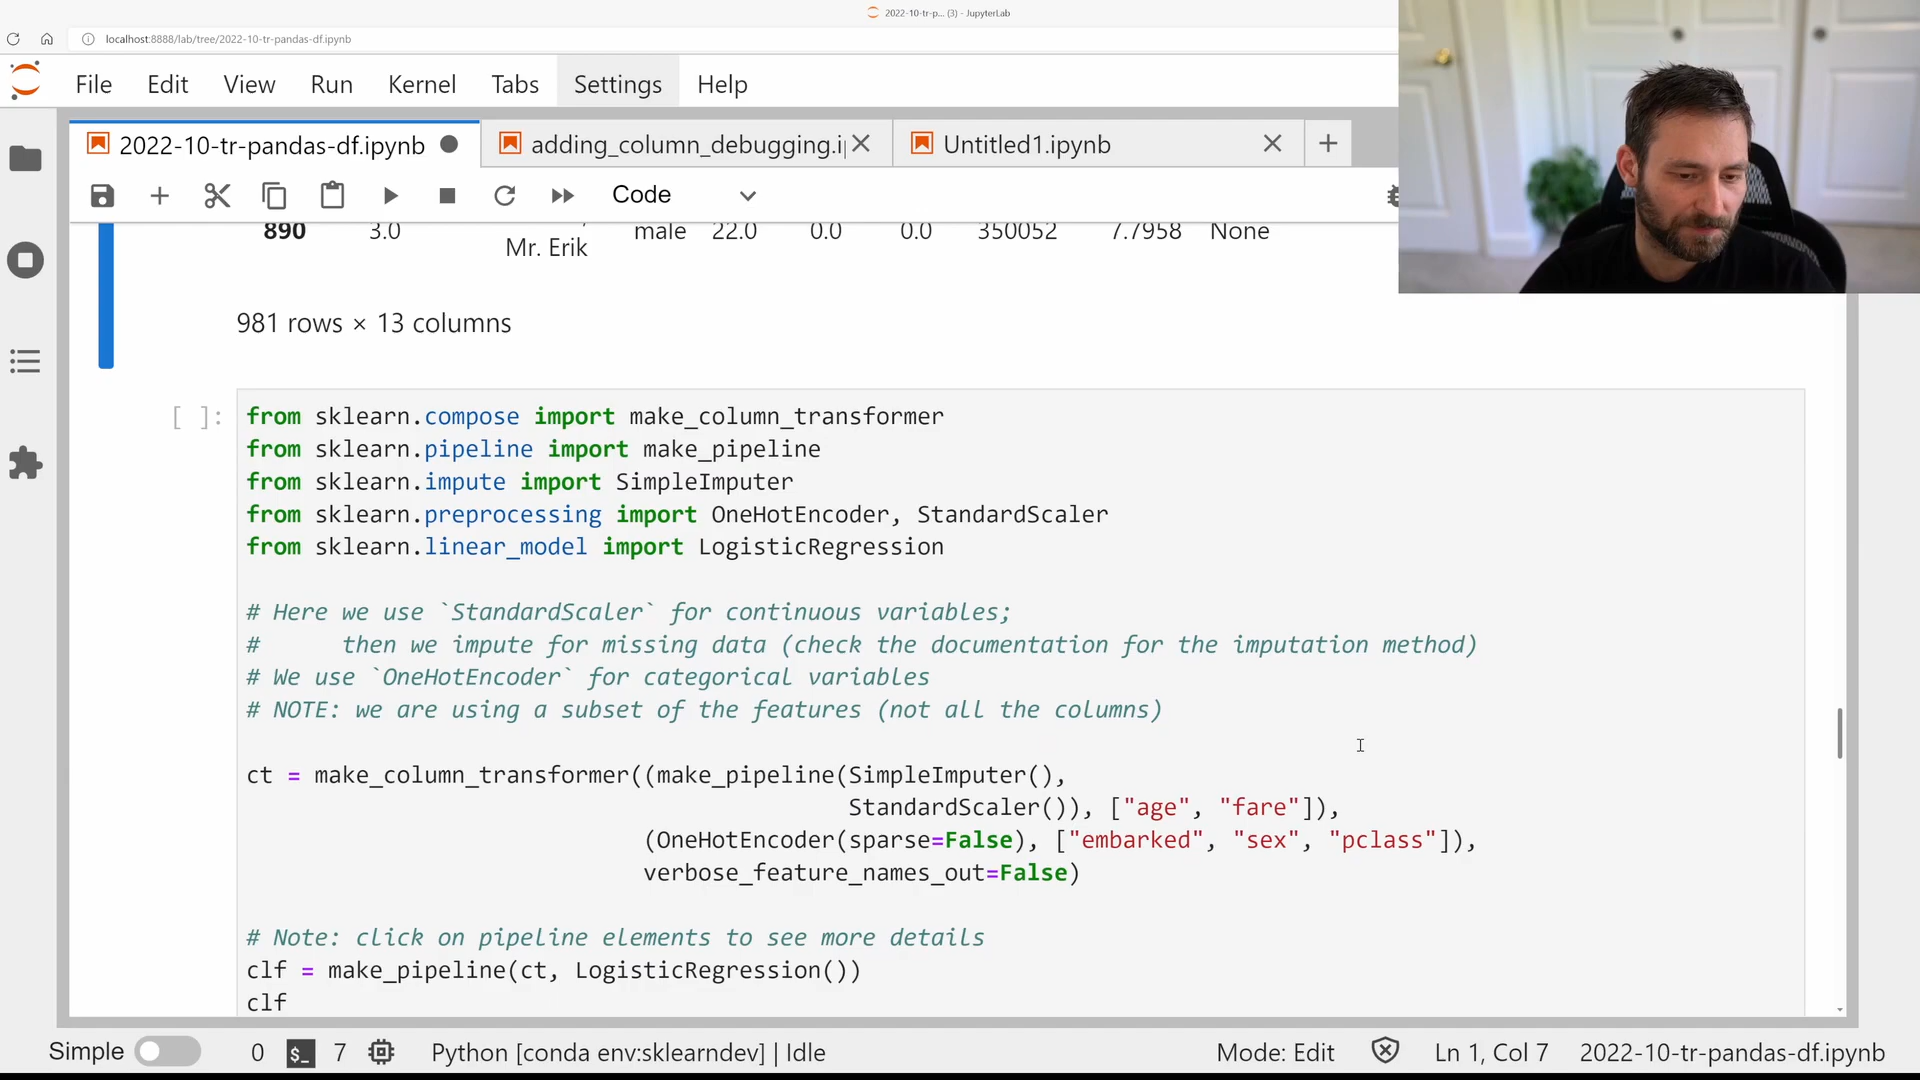 2022-10-tr-p... (3) - JupyterLab
localhost:8888/lab/tree/2022-10-tr-pandas-df.ipynb
File Edit View Run Kernel Tabs Settings Help
2022-10-tr-pandas-df.ipynb adding_column_debugging.i Untitled1.ipynb
Code
890 3.0 Mr. Erik male 22.0 0.0 0.0 350052 7.7958 None
981 rows × 13 columns
[ ]:
from sklearn.compose import make_column_transformer
from sklearn.pipeline import make_pipeline
from sklearn.impute import SimpleImputer
from sklearn.preprocessing import OneHotEncoder, StandardScaler
from sklearn.linear_model import LogisticRegression
# Here we use `StandardScaler` for continuous variables;
#      then we impute for missing data (check the documentation for the imputation method)
# We use `OneHotEncoder` for categorical variables
# NOTE: we are using a subset of the features (not all the columns)
ct = make_column_transformer((make_pipeline(SimpleImputer(),
StandardScaler()), ["age", "fare"]),
(OneHotEncoder(sparse=False), ["embarked", "sex", "pclass"]),
verbose_feature_names_out=False)
# Note: click on pipeline elements to see more details
clf = make_pipeline(ct, LogisticRegression())
clf
Simple 0 $_ 7 Python [conda env:sklearndev] | Idle Mode: Edit Ln 1, Col 7 2022-10-tr-pandas-df.ipynb